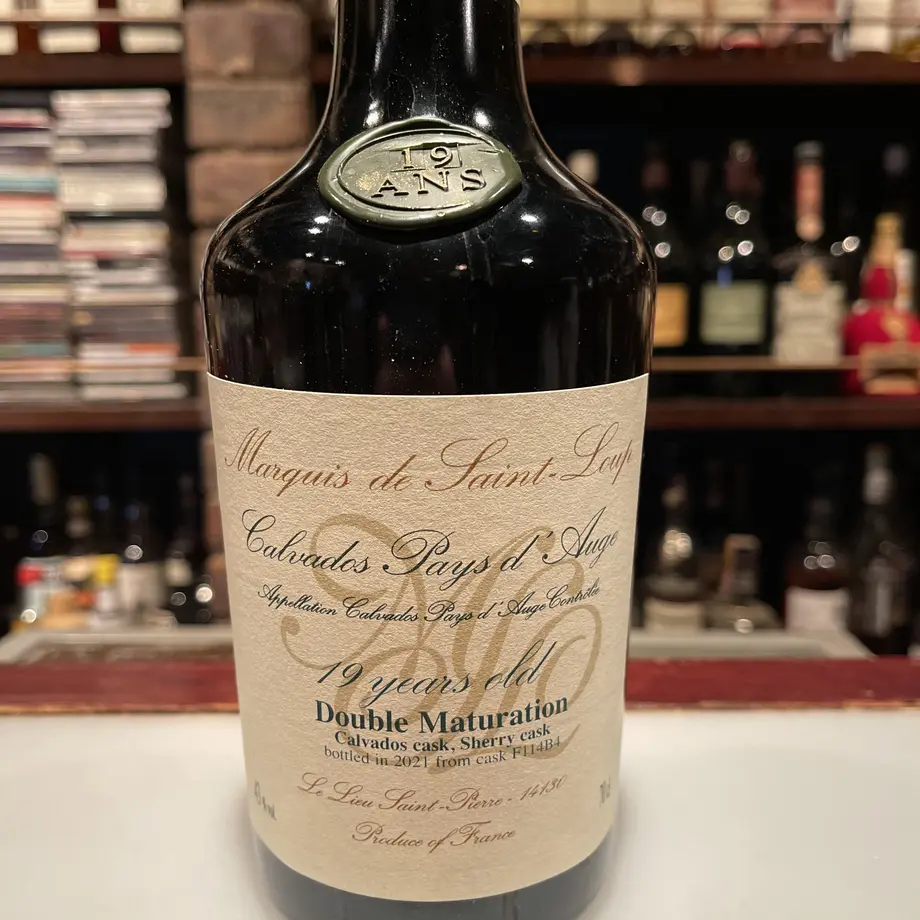 19
ANS
Marquis de Saint-Loup
Calvados Pays d'Auge
Appellation Calvados Pays d'Auge Contrôlée
19 years old
Double Maturation
Calvados cask, Sherry cask
bottled in 2021 from cask F114B4
Le Lieu Saint-Pierre - 14130
Produce of France